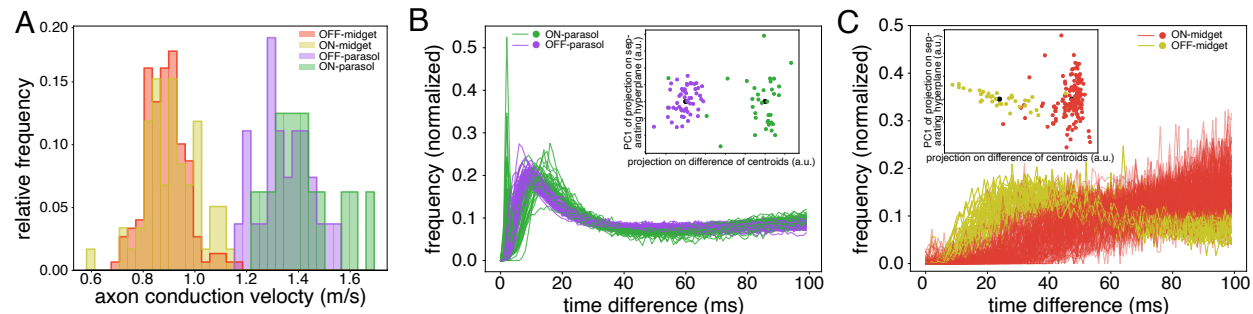 A
0.20
0.15
0.10
0.05
0.00
relative frequency
OFF-midget
ON-midget
OFF-parasol
ON-parasol
0.6
0.8
1.0
1.2
1.4
1.6
axon conduction velocty (m/s)
B
0.5
0.4
0.3
0.2
0.1
0.0
frequency (normalized)
ON-parasol
OFF-parasol
PC1 of projection on sep-
arating hyperplane (a.u.)
projection on difference of centroids (a.u.)
0
20
40
60
80
100
time difference (ms)
C
0.5
0.4
0.3
0.2
0.1
0.0
frequency (normalized)
ON-midget
OFF-midget
PC1 of projection on sep-
arating hyperplane (a.u.)
projection on difference of centroids (a.u.)
0
20
40
60
80
100
time difference (ms)